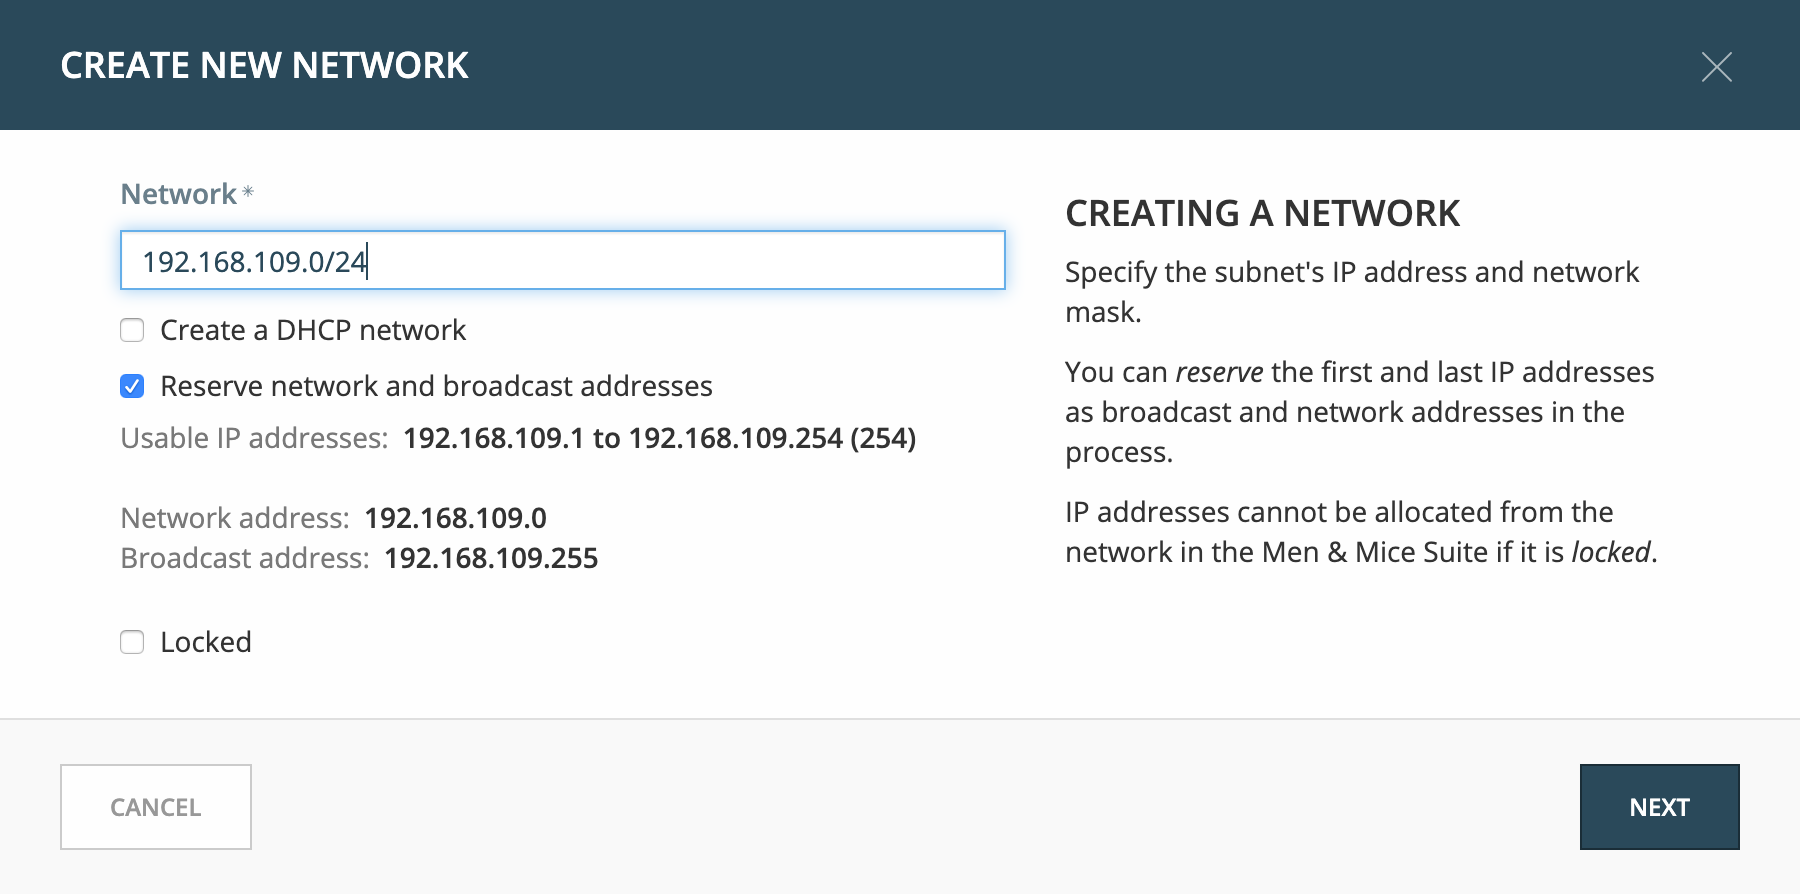 CREATE NEW NETWORK
Network *
192.168.109.0/24
Create a DHCP network
Reserve network and broadcast addresses
Usable IP addresses: 192.168.109.1 to 192.168.109.254 (254)
Network address: 192.168.109.0
Broadcast address: 192.168.109.255
Locked
CREATING A NETWORK
Specify the subnet's IP address and network
mask.
You can reserve the first and last IP addresses
as broadcast and network addresses in the
process.
IP addresses cannot be allocated from the
network in the Men & Mice Suite if it is locked.
CANCEL
NEXT